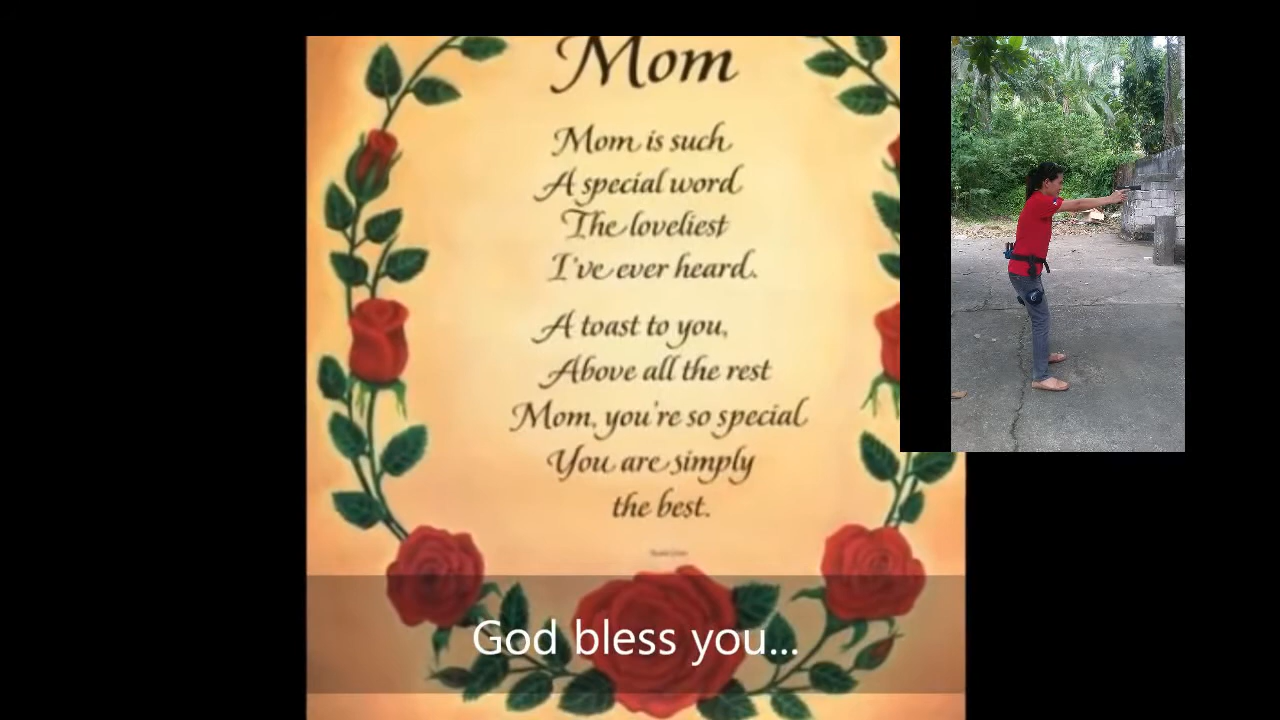 Mom
Mom is such
A special word
The loveliest
I've ever heard.
A toast to you,
Above all the rest
Mom, you're so special
You are simply
the best.
God bless you...